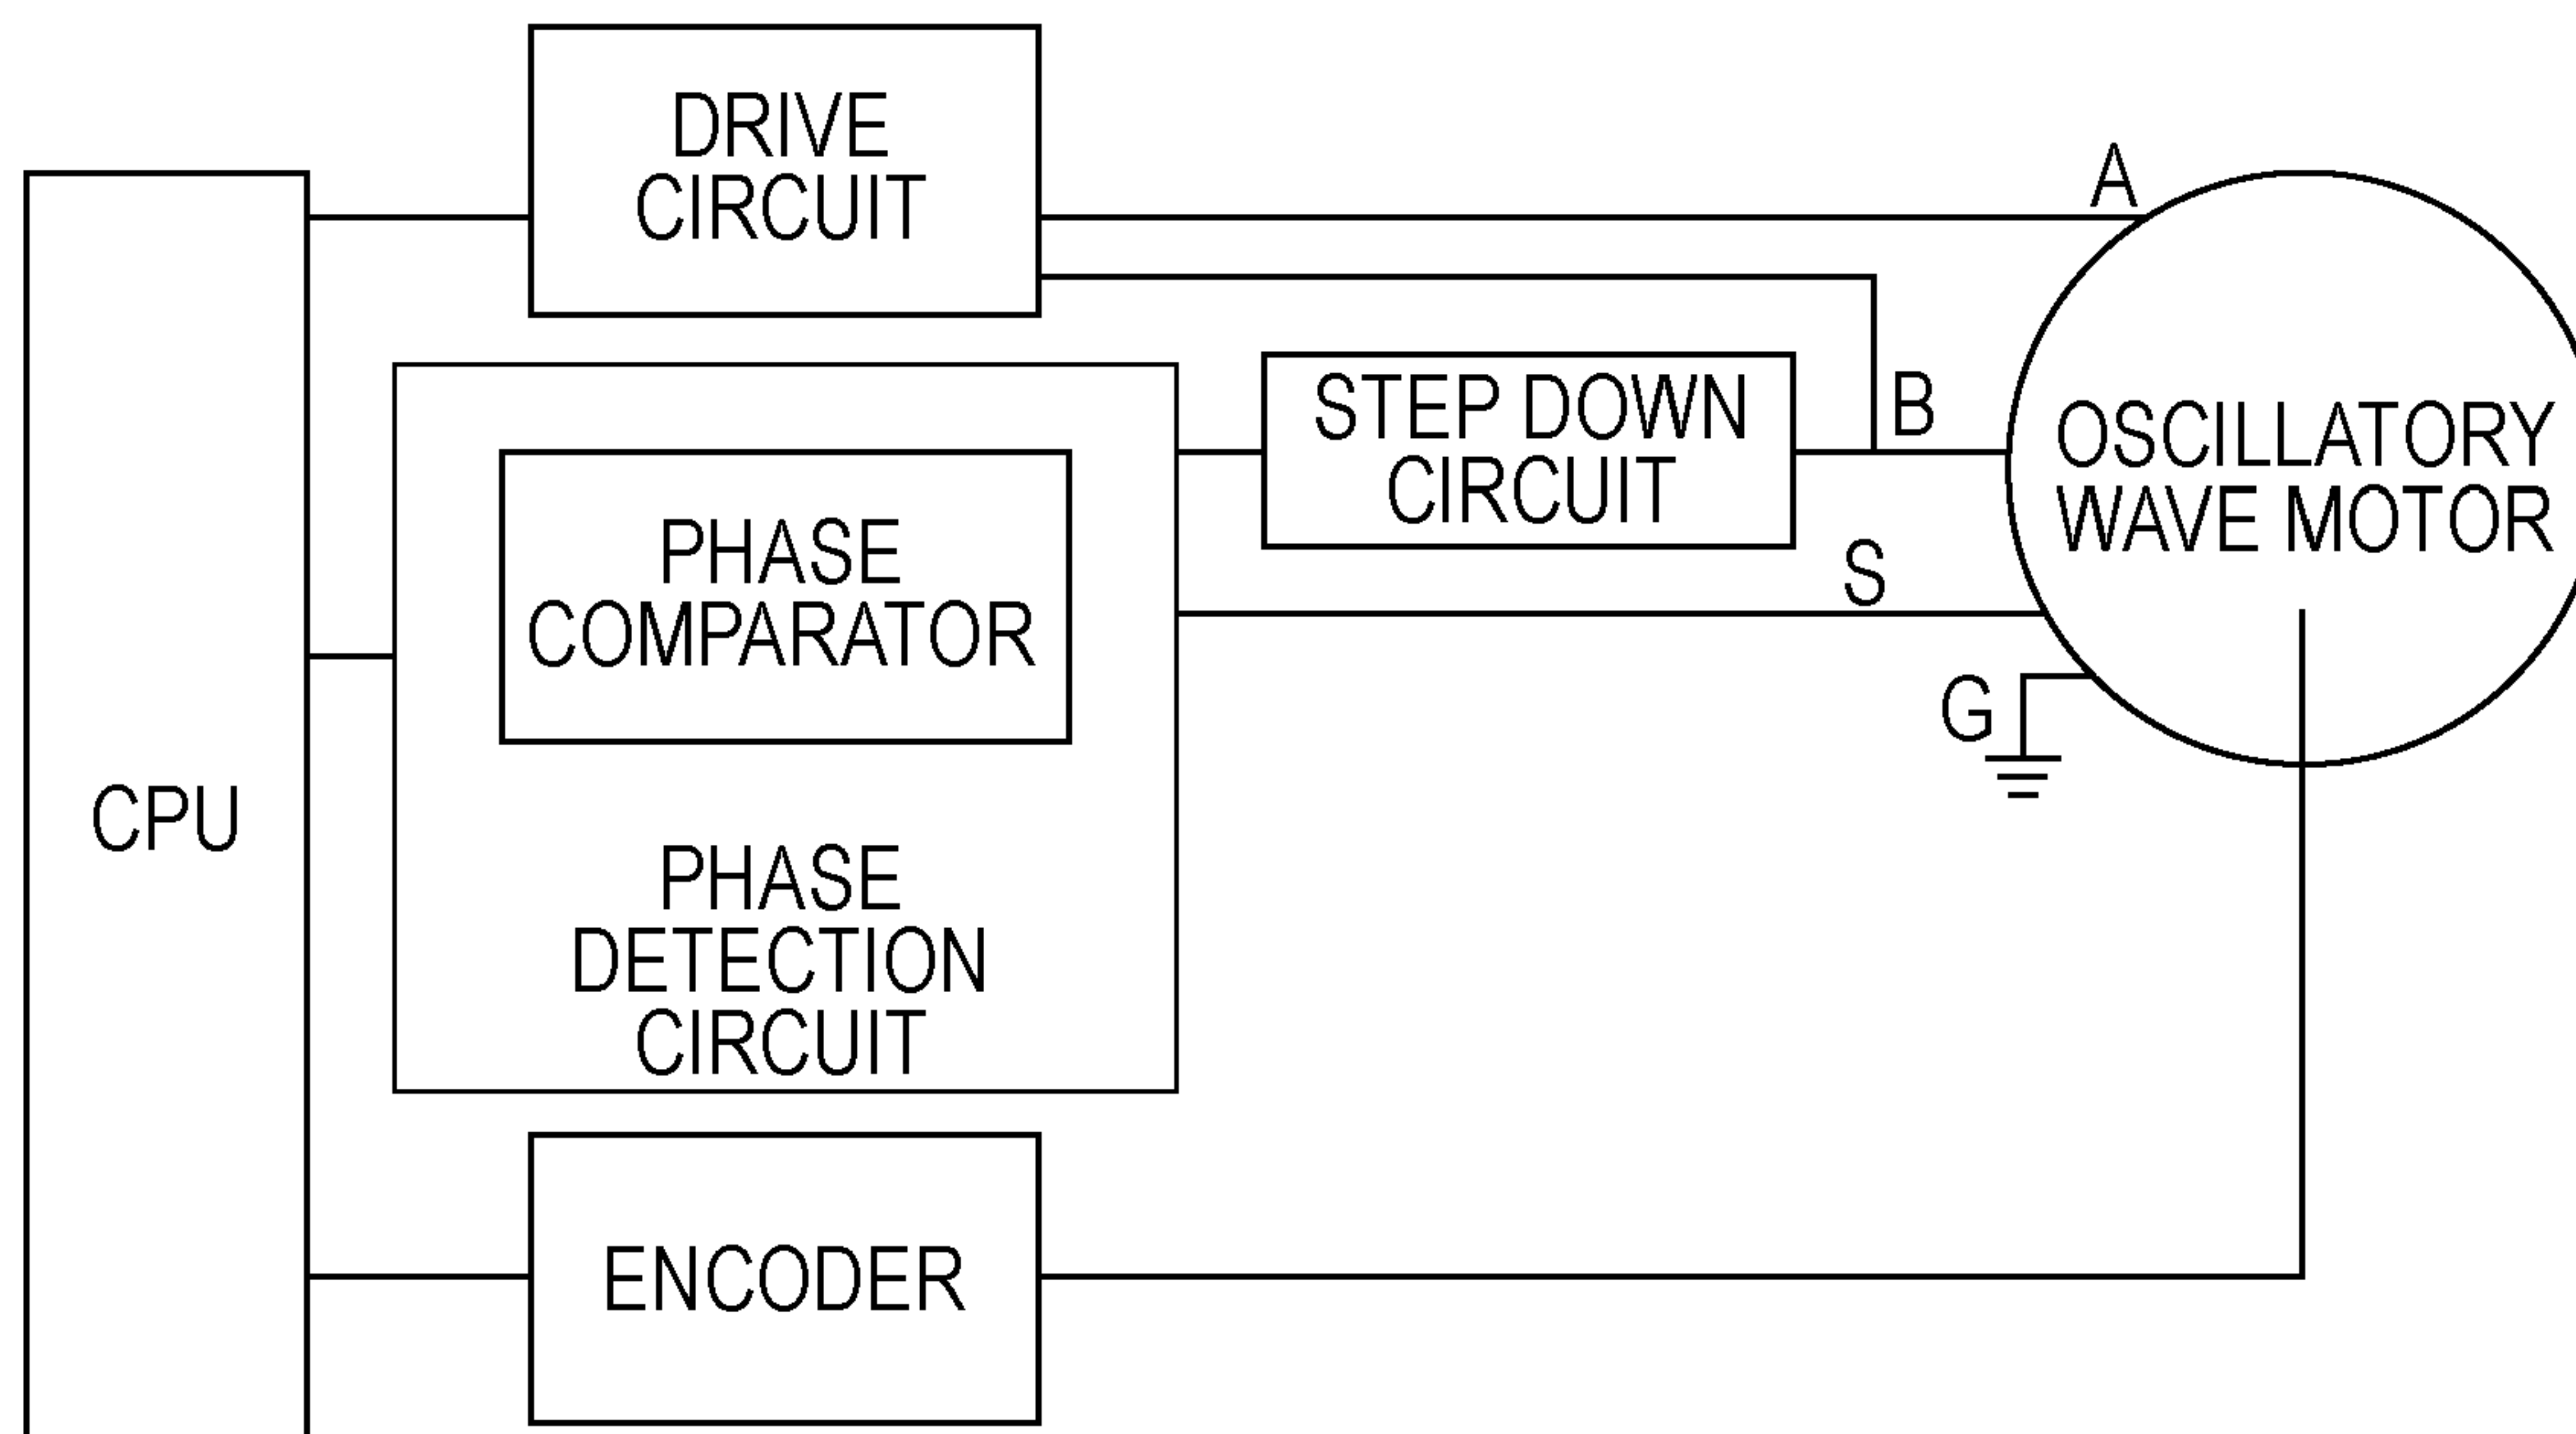 DRIVE
CIRCUIT
A
STEP DOWN
CIRCUIT
B
OSCILLATORY
WAVE MOTOR
PHASE
COMPARATOR
S
G
CPU
PHASE
DETECTION
CIRCUIT
ENCODER